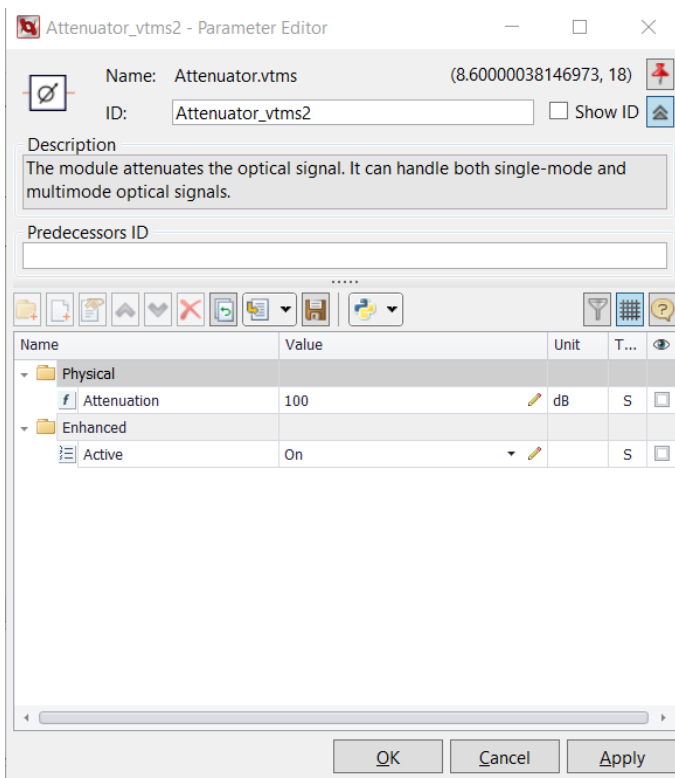 Attenuator_vtms2 - Parameter Editor
Name: Attenuator.vtms (8.60000038146973, 18)
ID: Attenuator_vtms2 Show ID
Description
The module attenuates the optical signal. It can handle both single-mode and
multimode optical signals.
Predecessors ID
Name Value Unit T...
Physical
f Attenuation 100 dB S
Enhanced
Active On S
OK Cancel Apply